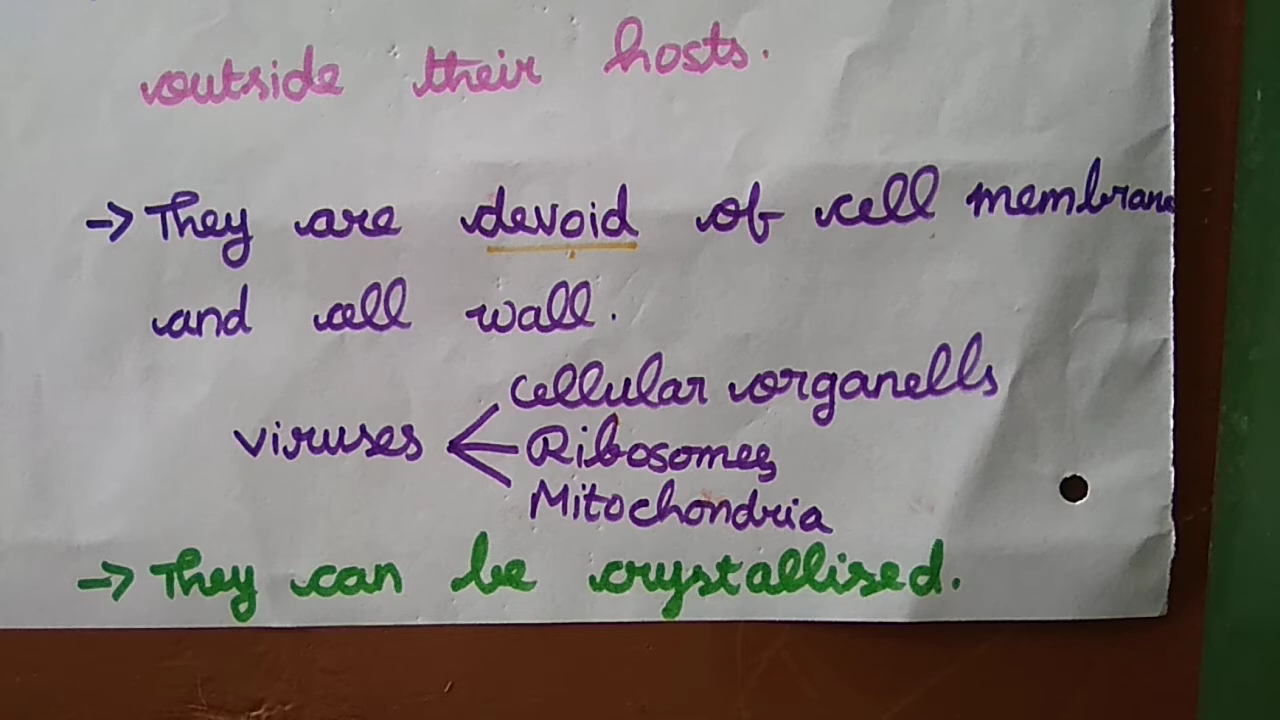 outside their hosts.
-> They are devoid of cell membrane
and cell wall.
cellular organells
viruses < Ribosomes
Mitochondria
-> They can be crystallised.